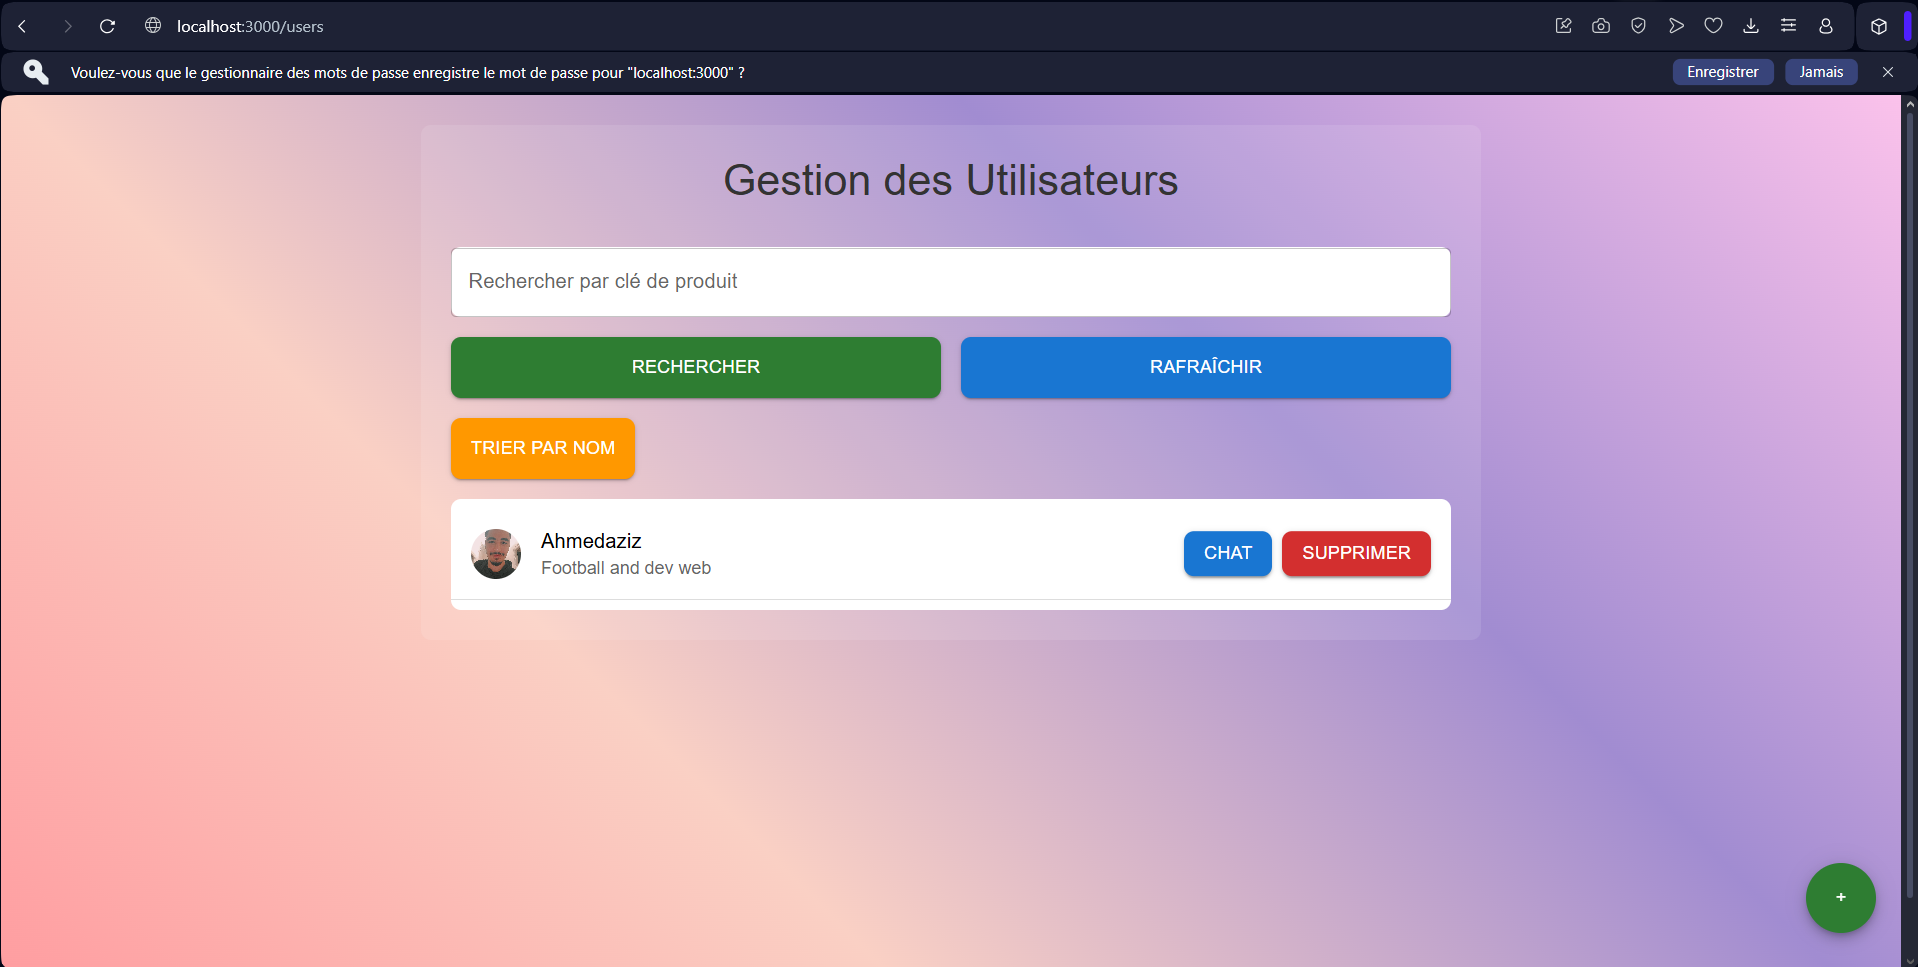 localhost:3000/users
Voulez-vous que le gestionnaire des mots de passe enregistre le mot de passe pour "localhost:3000" ?
Enregistrer
Jamais
Gestion des Utilisateurs
Rechercher par clé de produit
RECHERCHER
RAFRAÎCHIR
TRIER PAR NOM
Ahmedaziz
Football and dev web
CHAT
SUPPRIMER
+